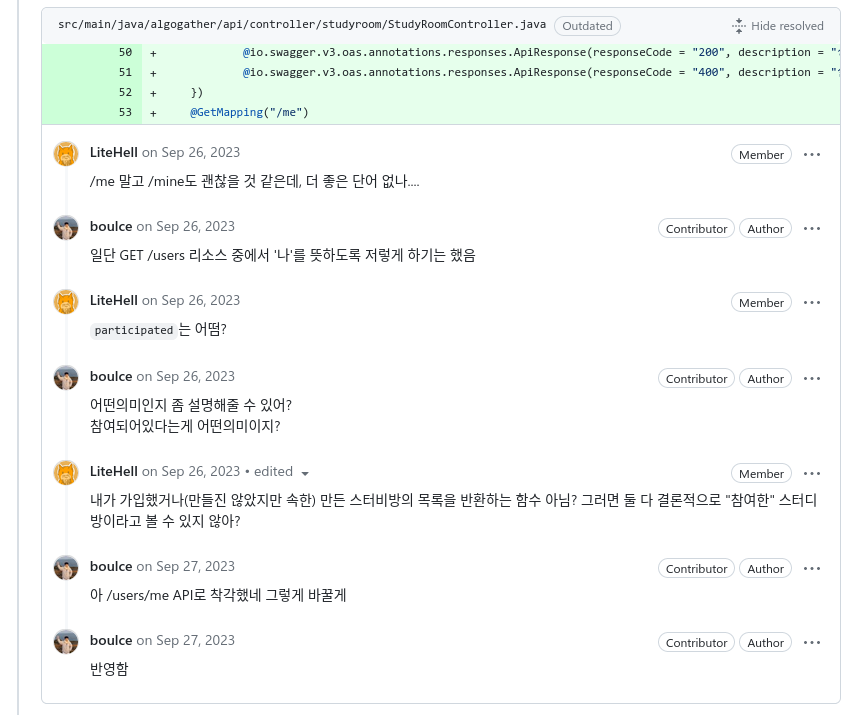 src/main/java/algogather/api/controller/studyroom/StudyRoomController.java Outdated Hide resolved
50 + @io.swagger.v3.oas.annotations.responses.ApiResponse(responseCode = "200", description = "
51 + @io.swagger.v3.oas.annotations.responses.ApiResponse(responseCode = "400", description = "
52 + })
53 + @GetMapping("/me")
LiteHell on Sep 26, 2023 Member ...
/me 말고 /mine도 괜찮을 것 같은데, 더 좋은 단어 없나....
boulce on Sep 26, 2023 Contributor Author ...
일단 GET /users 리소스 중에서 '나'를 뜻하도록 저렇게 하기는 했음
LiteHell on Sep 26, 2023 Member ...
participated 는 어떰?
boulce on Sep 26, 2023 Contributor Author ...
어떤의미인지 좀 설명해줄 수 있어?
참여되어있다는게 어떤의미이지?
LiteHell on Sep 26, 2023 • edited Member ...
내가 가입했거나(만들진 않았지만 속한) 만든 스터비방의 목록을 반환하는 함수 아님? 그러면 둘 다 결론적으로 "참여한" 스터디
방이라고 볼 수 있지 않아?
boulce on Sep 27, 2023 Contributor Author ...
아 /users/me API로 착각했네 그렇게 바꿀게
boulce on Sep 27, 2023 Contributor Author ...
반영함